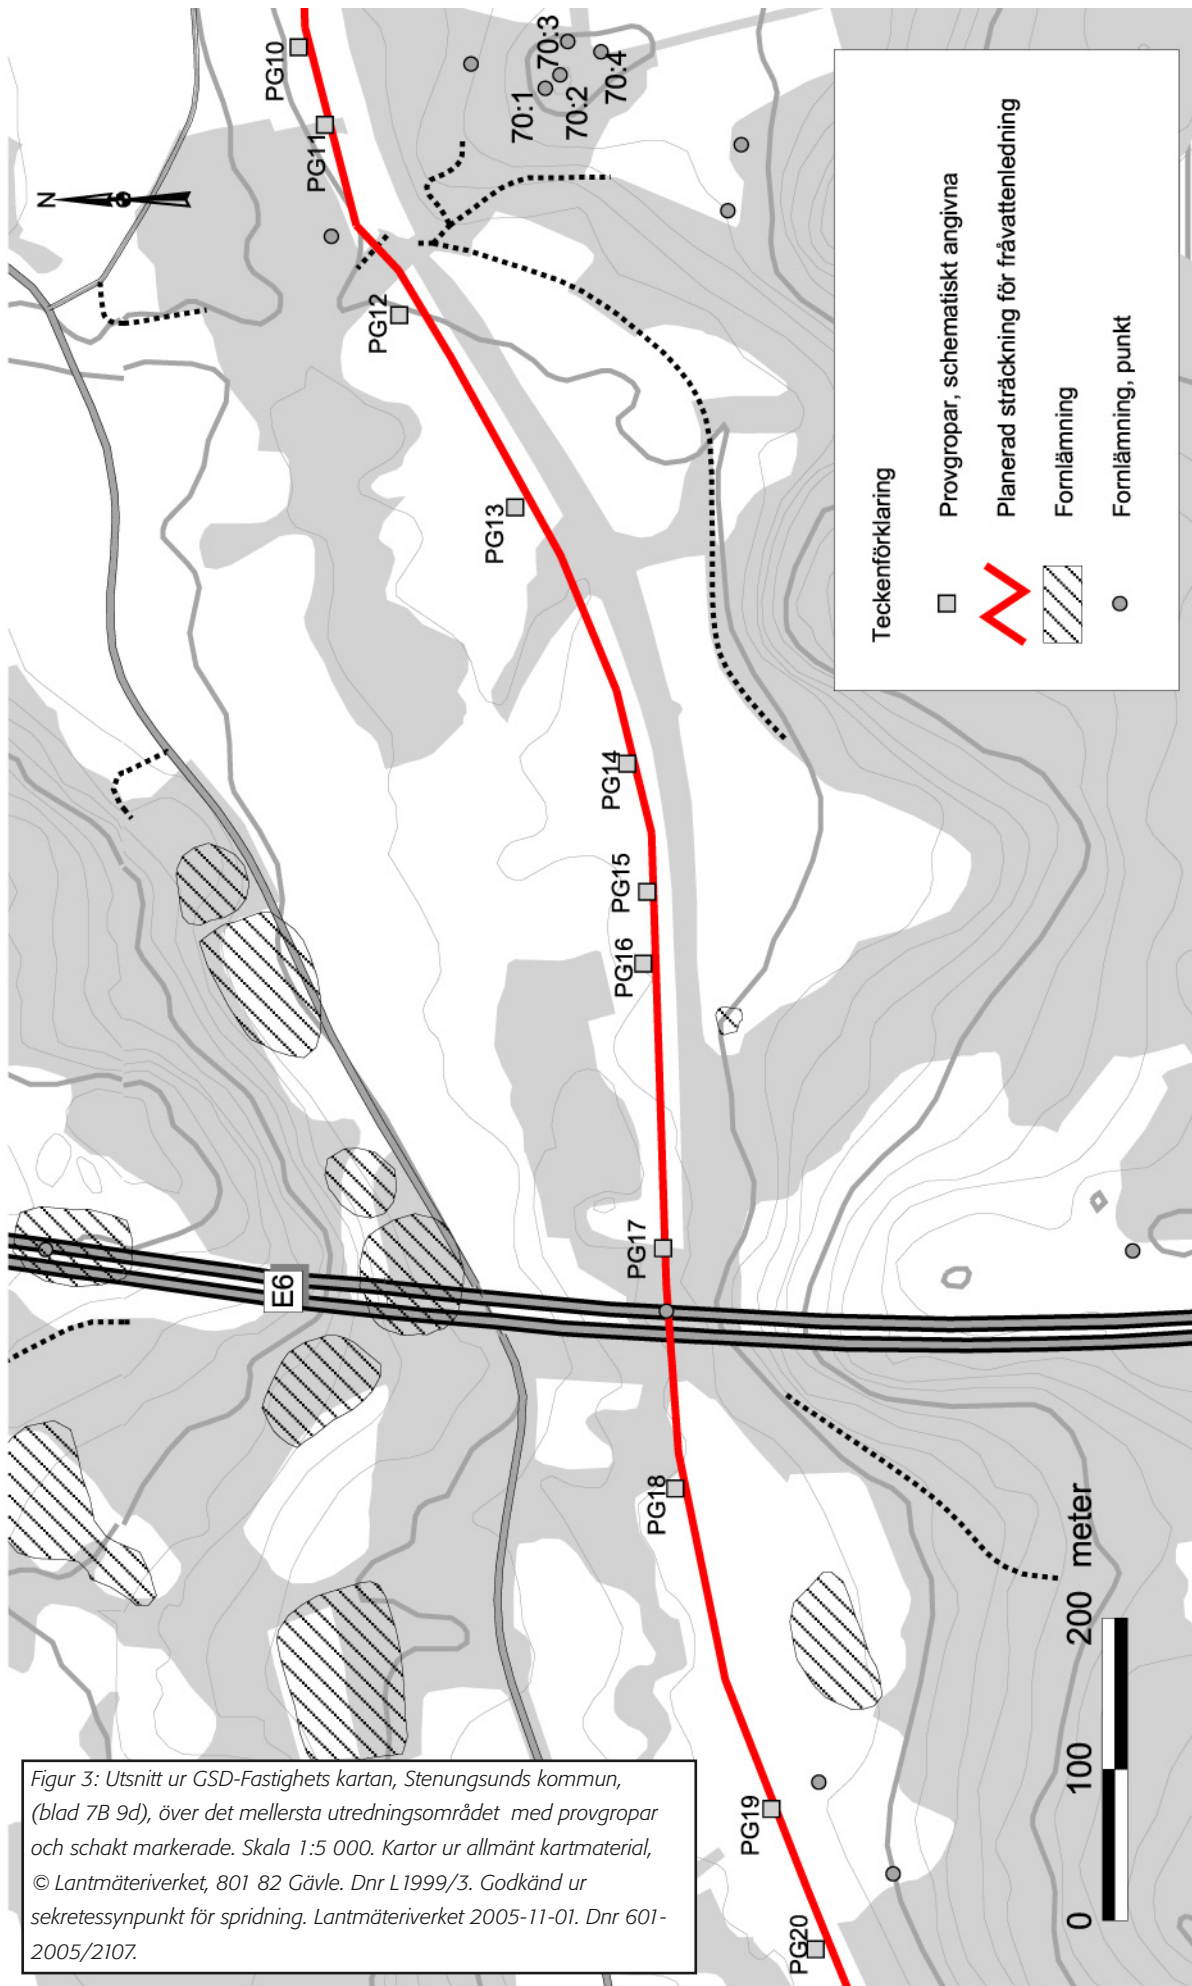 PG10
PG11
PG12
PG13
PG14
PG15
PG16
PG17
PG18
PG19
PG20
N
70:1
70:2
70:3
70:4
E6
Teckenförklaring
Provgropar, schematiskt angivna
Planerad sträckning för fråvattenledning
Fornlämning
Fornlämning, punkt
0 100 200 meter
Figur 3: Utsnitt ur GSD-Fastighets kartan, Stenungsunds kommun,
(blad 7B 9d), över det mellersta utredningsområdet med provgropar
och schakt markerade. Skala 1:5 000. Kartor ur allmänt kartmaterial,
© Lantmäteriverket, 801 82 Gävle. Dnr L1999/3. Godkänd ur
sekretessynpunkt för spridning. Lantmäteriverket 2005-11-01. Dnr 601-
2005/2107.